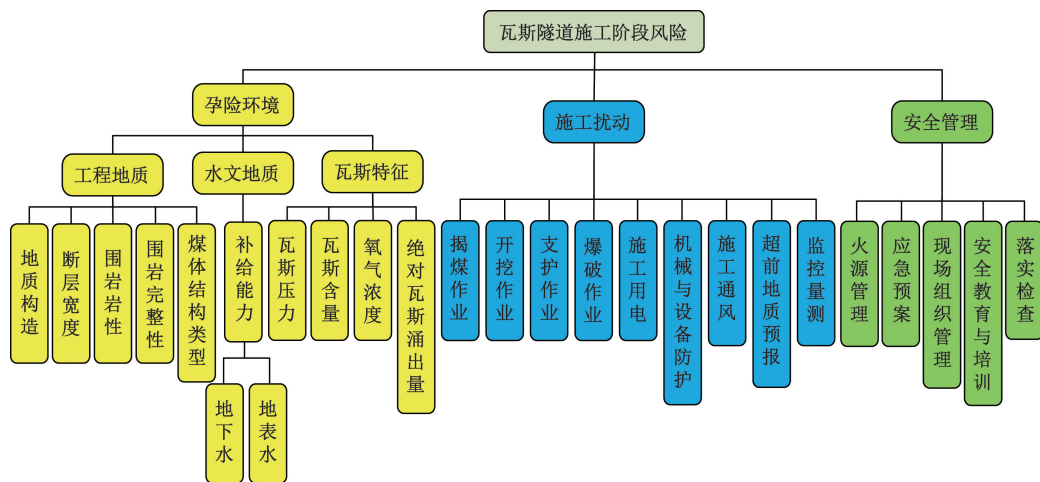 瓦斯隧道施工阶段风险
孕险环境
施工扰动
安全管理
工程地质
水文地质
瓦斯特征
地质构造
断层宽度
围岩岩性
围岩完整性
煤体结构类型
补给能力
瓦斯压力
瓦斯含量
氧气浓度
绝对瓦斯涌出量
揭煤作业
开挖作业
支护作业
爆破作业
施工用电
机械与设备防护
施工通风
超前地质预报
监控量测
火源管理
应急预案
现场组织管理
安全教育与培训
落实检查
地下水
地表水